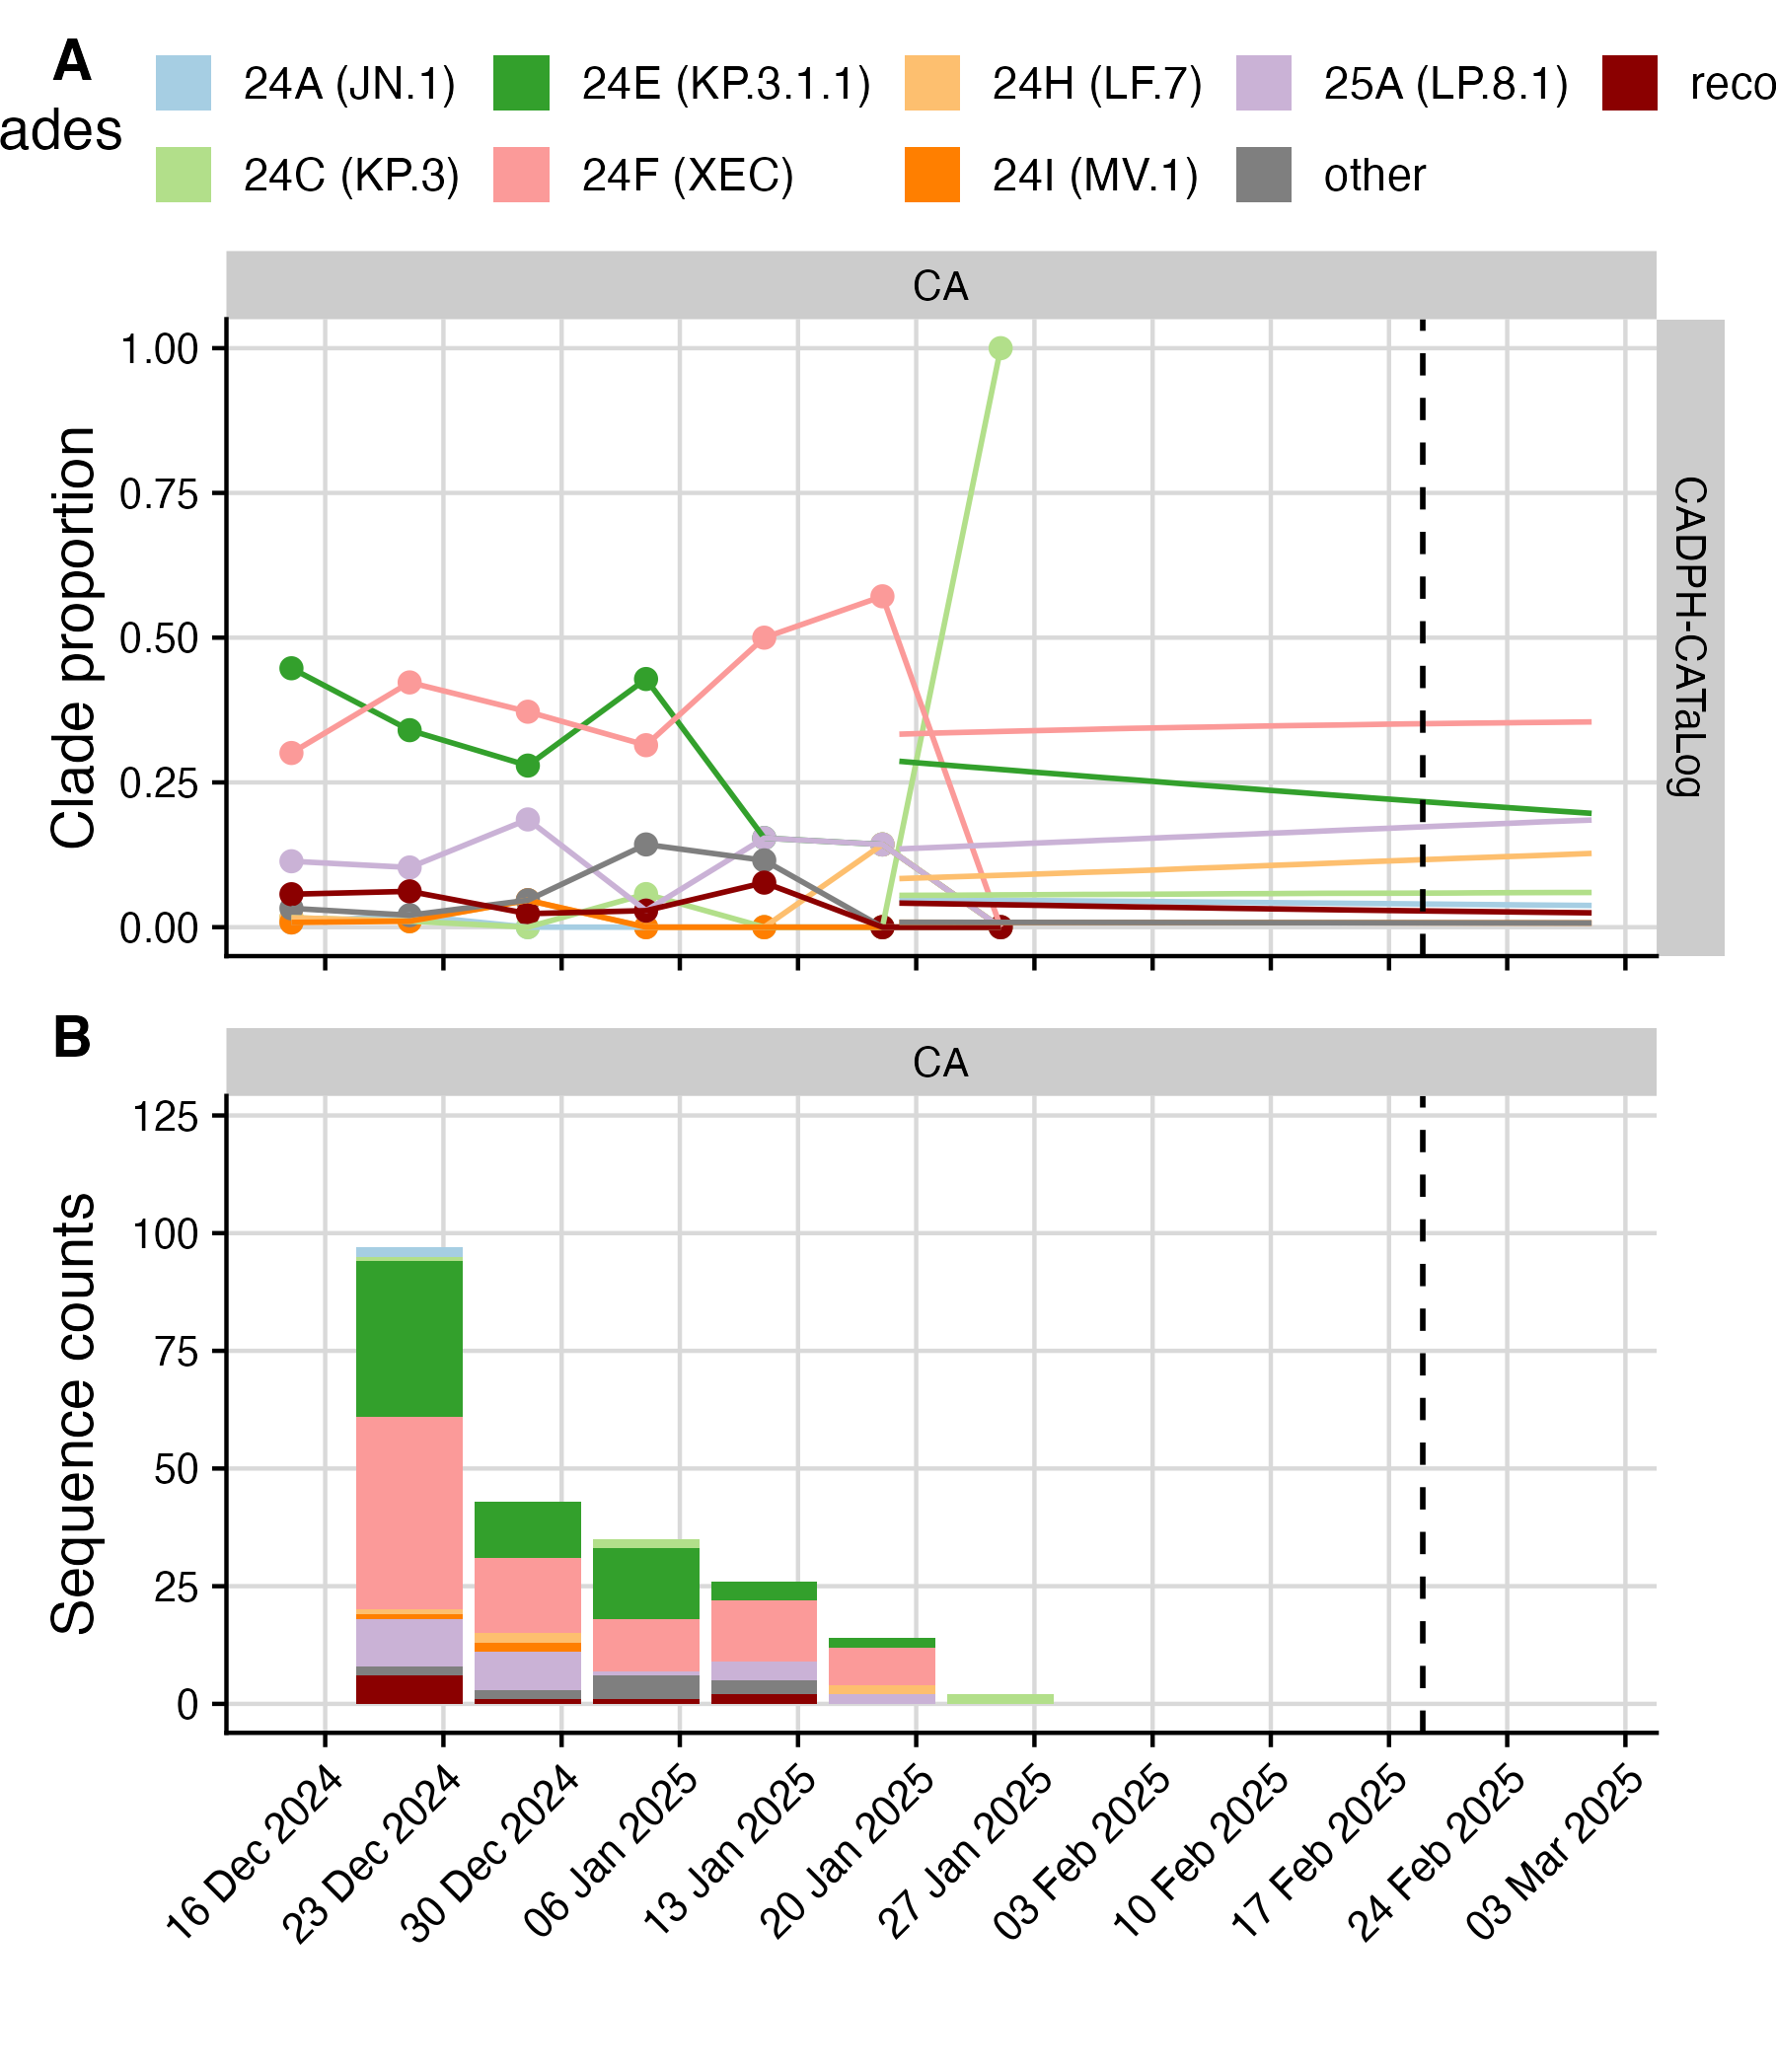 A
ades
24A (JN.1)
24E (KP.3.1.1)
24H (LF.7)
25A (LP.8.1)
reco
24C (KP.3)
24F (XEC)
24I (MV.1)
other
CA
1.00
0.75
0.50
0.25
0.00
Clade proportion
CADPH-CATaLog
B
CA
125
100
75
50
25
0
Sequence counts
16 Dec 2024
23 Dec 2024
30 Dec 2024
06 Jan 2025
13 Jan 2025
20 Jan 2025
27 Jan 2025
03 Feb 2025
10 Feb 2025
17 Feb 2025
24 Feb 2025
03 Mar 2025